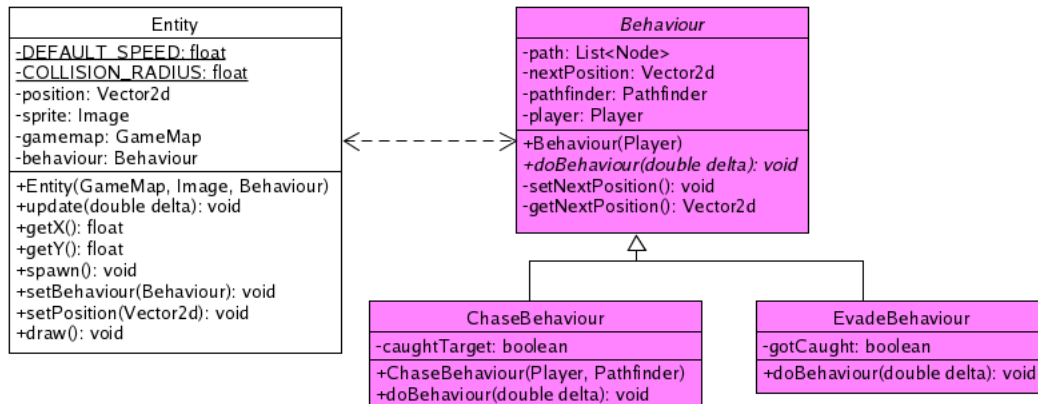 Entity
-DEFAULT_SPEED: float
-COLLISION_RADIUS: float
-position: Vector2d
-sprite: Image
-gamemap: GameMap
-behaviour: Behaviour
+Entity(GameMap, Image, Behaviour)
+update(double delta): void
+getX(): float
+getY(): float
+spawn(): void
+setBehaviour(Behaviour): void
+setPosition(Vector2d): void
+draw(): void
Behaviour
-path: List<Node>
-nextPosition: Vector2d
-pathfinder: Pathfinder
-player: Player
+Behaviour(Player)
+doBehaviour(double delta): void
-setNextPosition(): void
-getNextPosition(): Vector2d
ChaseBehaviour
-caughtTarget: boolean
+ChaseBehaviour(Player, Pathfinder)
+doBehaviour(double delta): void
EvadeBehaviour
-gotCaught: boolean
+doBehaviour(double delta): void